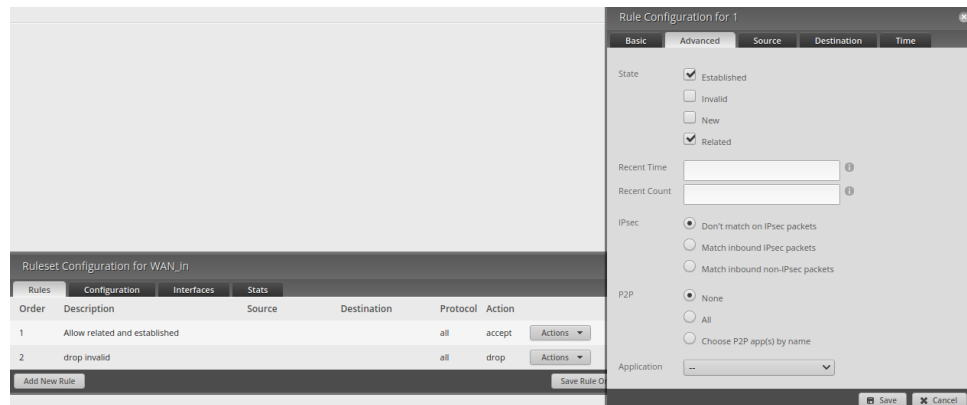 Rule Configuration for 1
Basic Advanced Source Destination Time
State
Established
Invalid
New
Related
Recent Time
Recent Count
IPsec
Don't match on IPsec packets
Match inbound IPsec packets
Match inbound non-IPsec packets
P2P
None
All
Choose P2P app(s) by name
Application --
Save Cancel
Ruleset Configuration for WAN_In
Rules Configuration Interfaces Stats
Order Description Source Destination Protocol Action
1 Allow related and established all accept Actions
2 drop invalid all drop Actions
Add New Rule Save Rule O